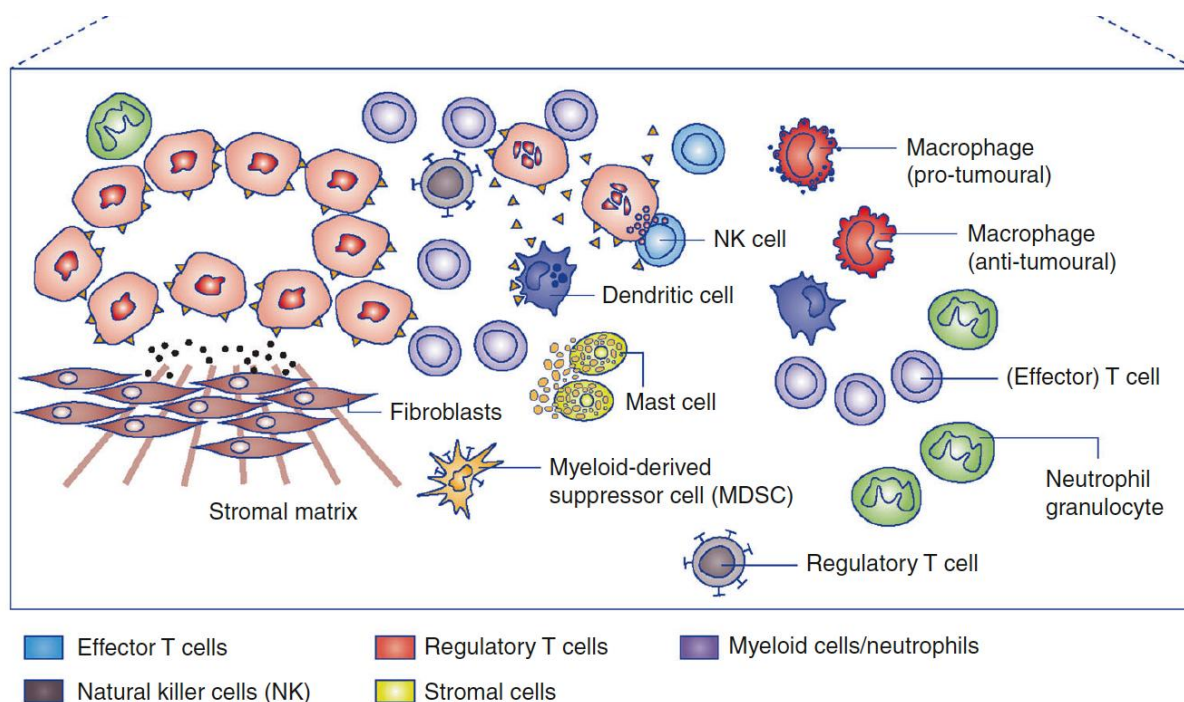 Macrophage
(pro-tumoural)
NK cell
Macrophage
(anti-tumoural)
Dendritic cell
(Effector) T cell
Mast cell
Fibroblasts
Myeloid-derived
suppressor cell (MDSC)
Neutrophil
granulocyte
Stromal matrix
Regulatory T cell
Effector T cells
Regulatory T cells
Myeloid cells/neutrophils
Natural killer cells (NK)
Stromal cells